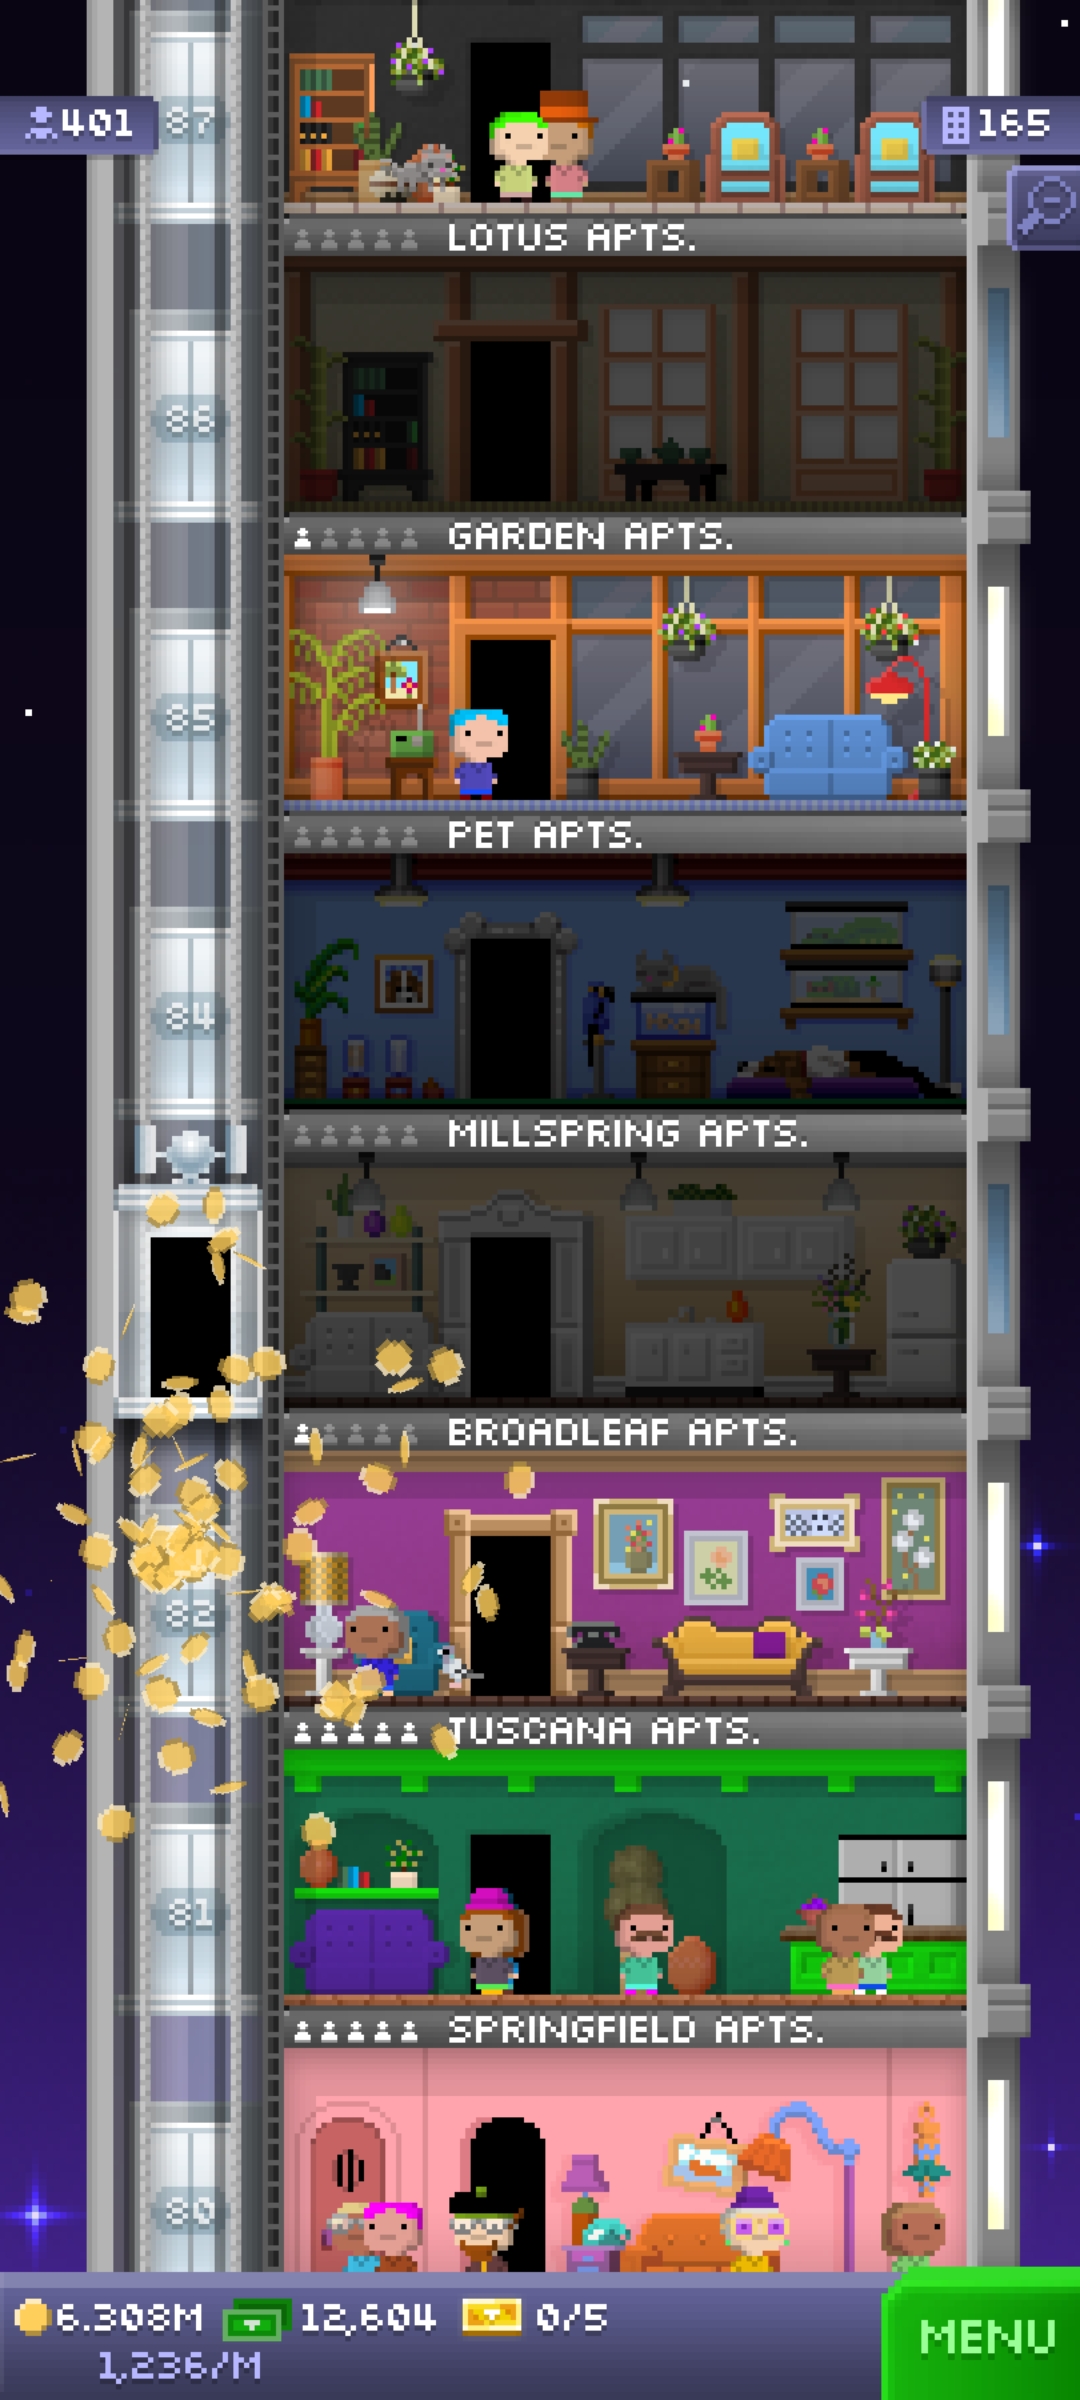 401
87
165
LOTUS APTS.
86
GARDEN APTS.
85
PET APTS.
84
MILLSPRING APTS.
BROADLEAF APTS.
82
TUSCANA APTS.
81
SPRINGFIELD APTS.
80
6.308M 12,604 0/5
1,236/M
MENU